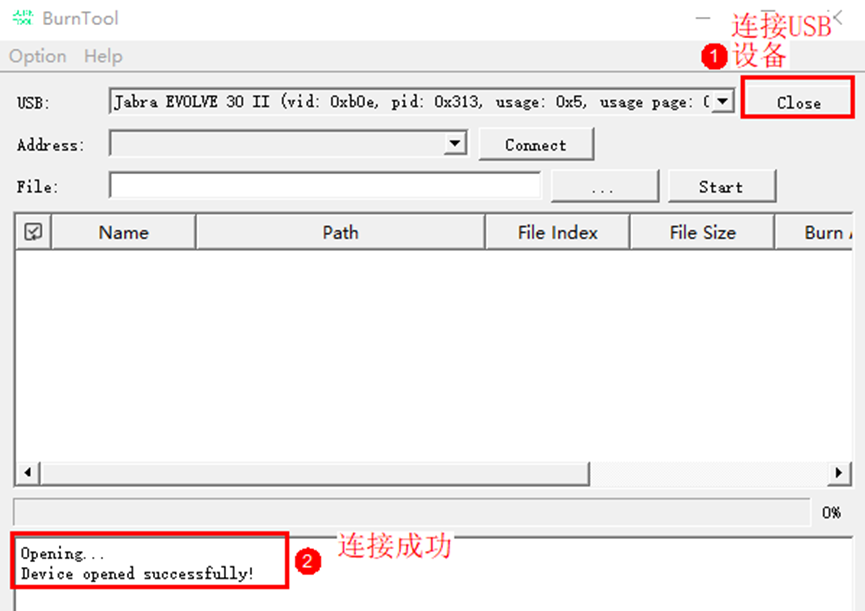 BurnTool
Option Help
连接USB
1 设备
USB: Jabra EVOLVE 30 II (vid: 0xb0e, pid: 0x313, usage: 0x5, usage page: Close
Address: Connect
File: ... Start
Name Path File Index File Size Burn
0%
Opening...
Device opened successfully!
2 连接成功